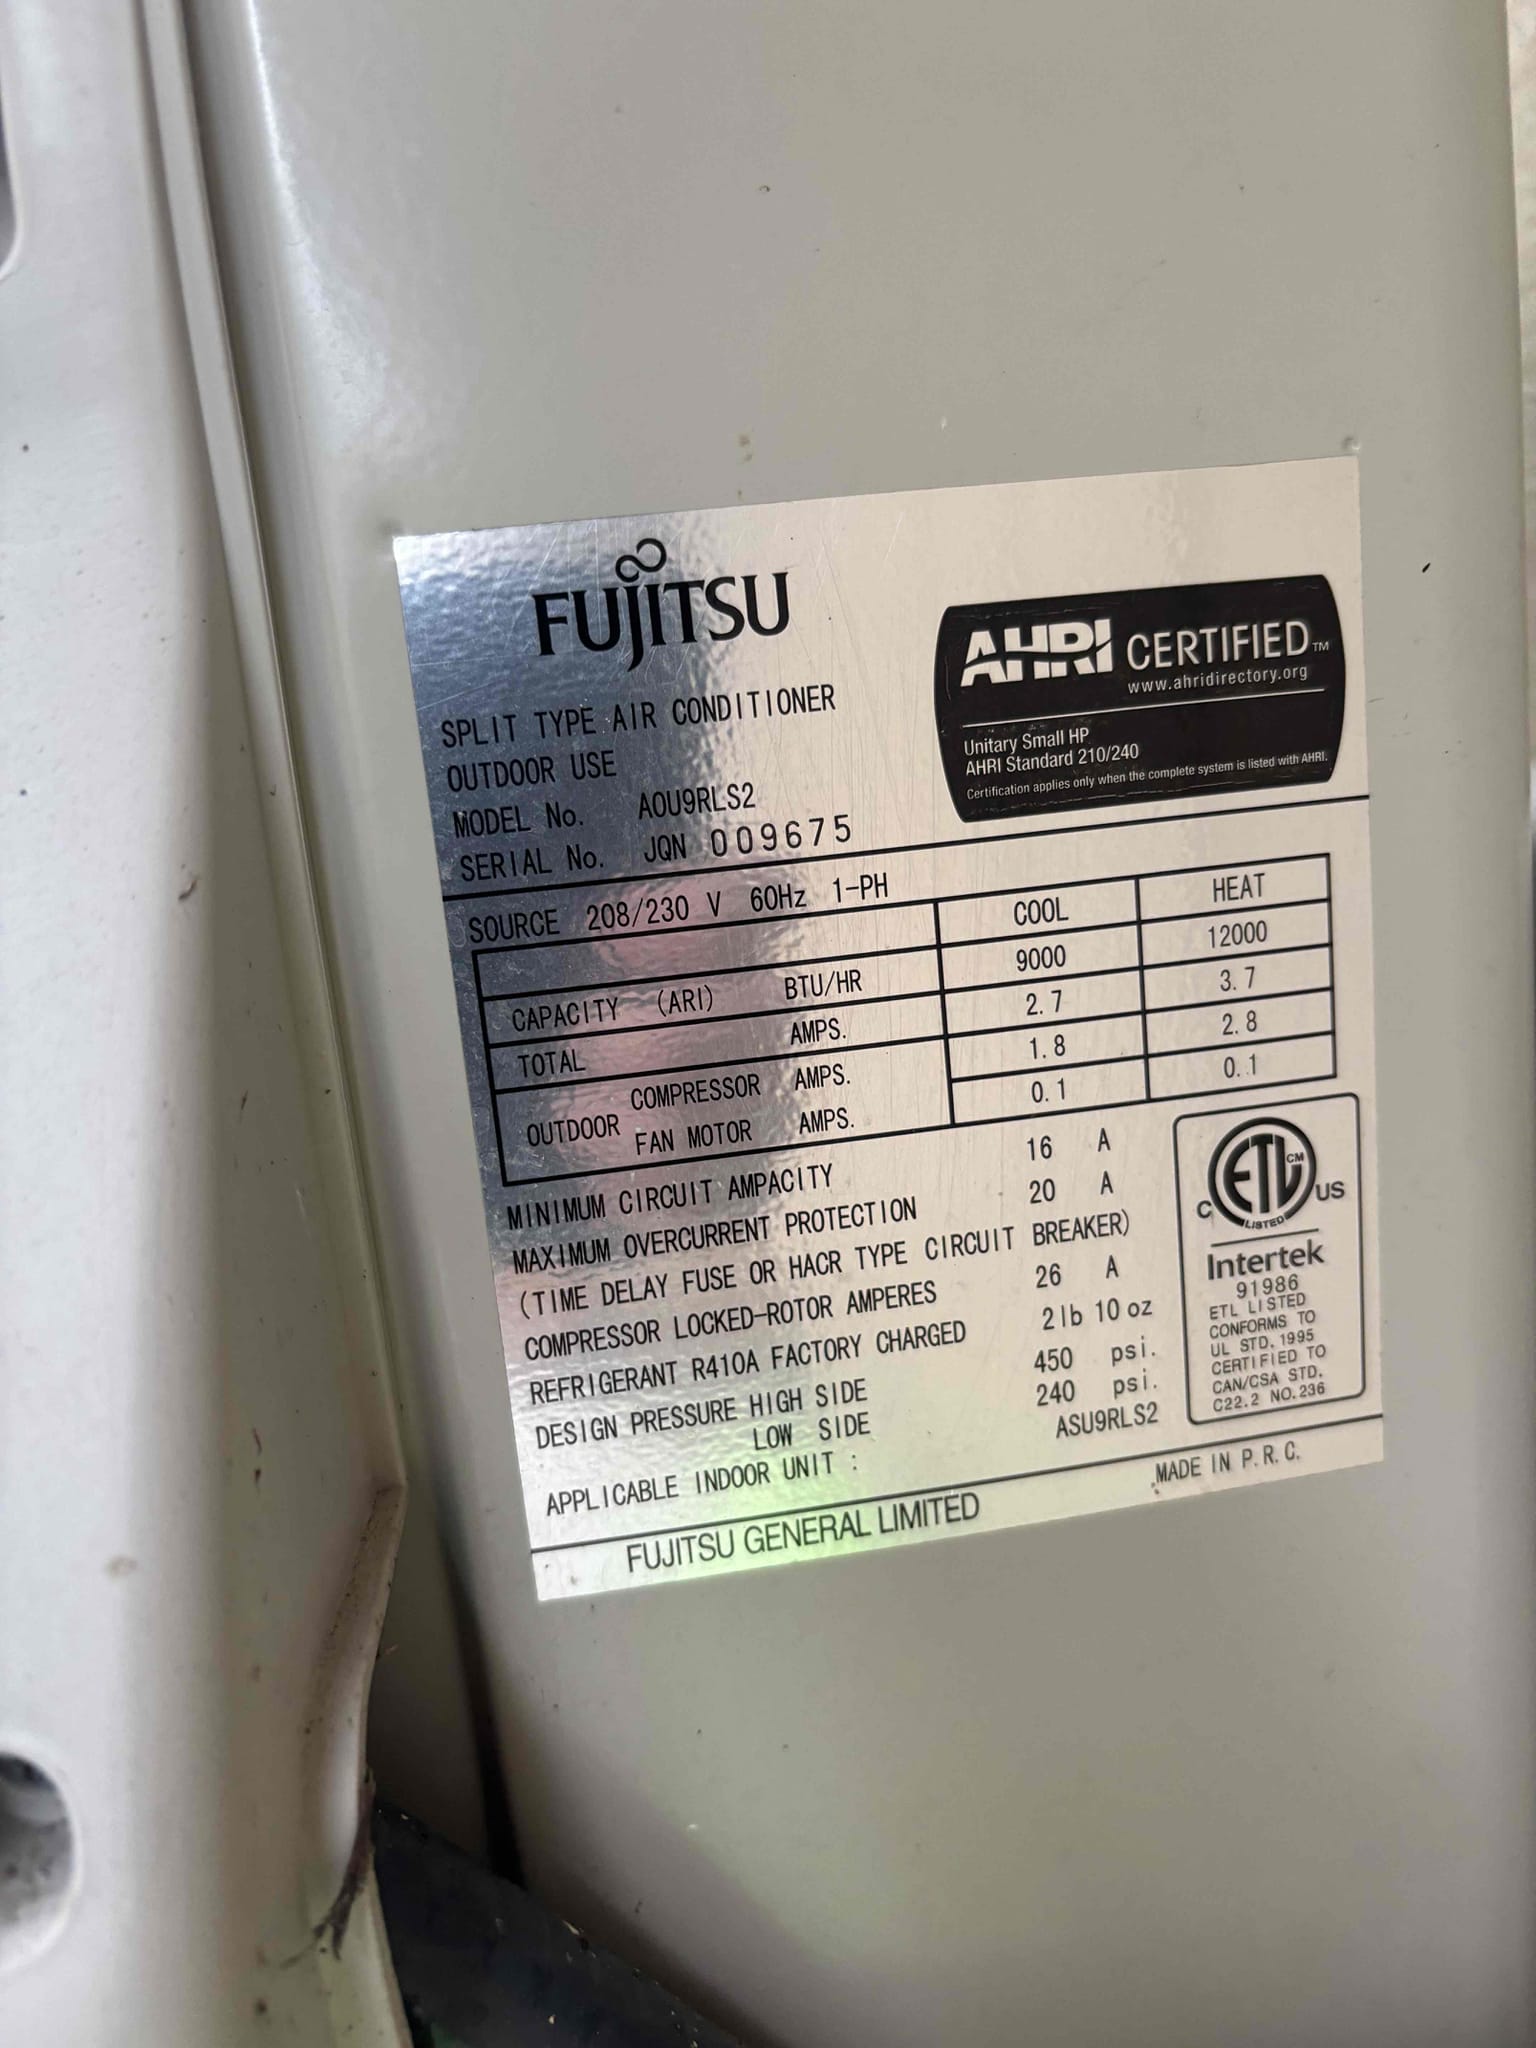 FUJITSU
AHRI CERTIFIED™
www.ahridirectory.org
Unitary Small HP
AHRI Standard 210/240
Certification applies only when the complete system is listed with AHRI.
SPLIT TYPE AIR CONDITIONER
OUTDOOR USE
MODEL No. AOU9RLS2
SERIAL No. JQN 009675
SOURCE 208/230 V 60Hz 1-PH
COOL HEAT
CAPACITY (ARI) BTU/HR 9000 12000
TOTAL AMPS. 2.7 3.7
OUTDOOR COMPRESSOR AMPS. 1.8 2.8
FAN MOTOR AMPS. 0.1 0.1
MINIMUM CIRCUIT AMPACITY 16 A
MAXIMUM OVERCURRENT PROTECTION 20 A
(TIME DELAY FUSE OR HACR TYPE CIRCUIT BREAKER)
COMPRESSOR LOCKED-ROTOR AMPERES 26 A
REFRIGERANT R410A FACTORY CHARGED 2 lb 10 oz
DESIGN PRESSURE HIGH SIDE 450 psi.
LOW SIDE 240 psi.
APPLICABLE INDOOR UNIT : ASU9RLS2
C ETL CM US
LISTED
Intertek
91986
ETL LISTED
CONFORMS TO
UL STD. 1995
CERTIFIED TO
CAN/CSA STD.
C22.2 NO.236
MADE IN P.R.C.
FUJITSU GENERAL LIMITED